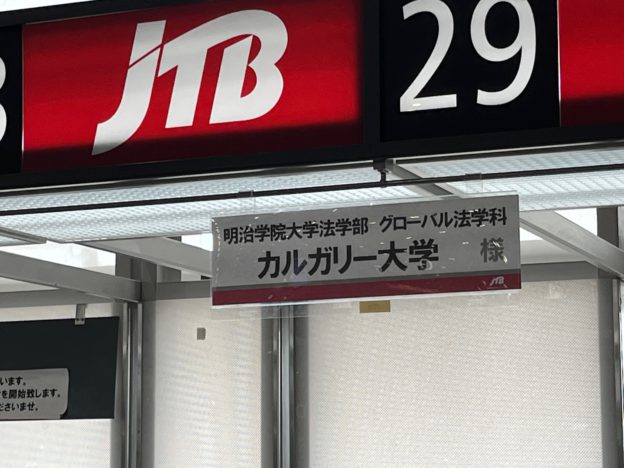 JTB
29
明治学院大学法学部 グローバル法学科
カルガリー大学 様
JTB
います。
を開始致します。
ださいませ。